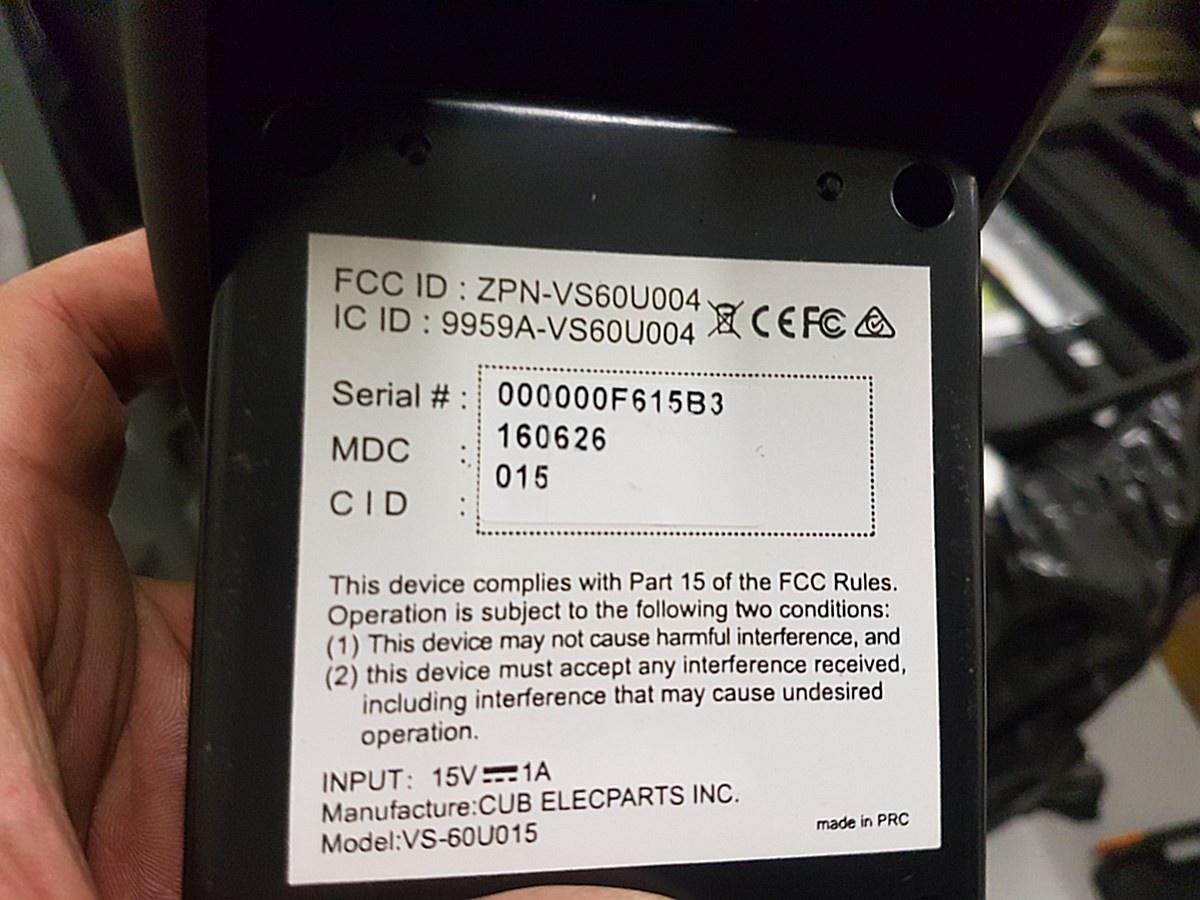 FCC ID : ZPN-VS60U004
IC ID : 9959A-VS60U004
CE FC
Serial # : 000000F615B3
MDC : 160626
CID : 015
This device complies with Part 15 of the FCC Rules.
Operation is subject to the following two conditions:
(1) This device may not cause harmful interference, and
(2) this device must accept any interference received,
including interference that may cause undesired
operation.
INPUT: 15V⎓1A
Manufacture:CUB ELECPARTS INC.
Model:VS-60U015
made in PRC